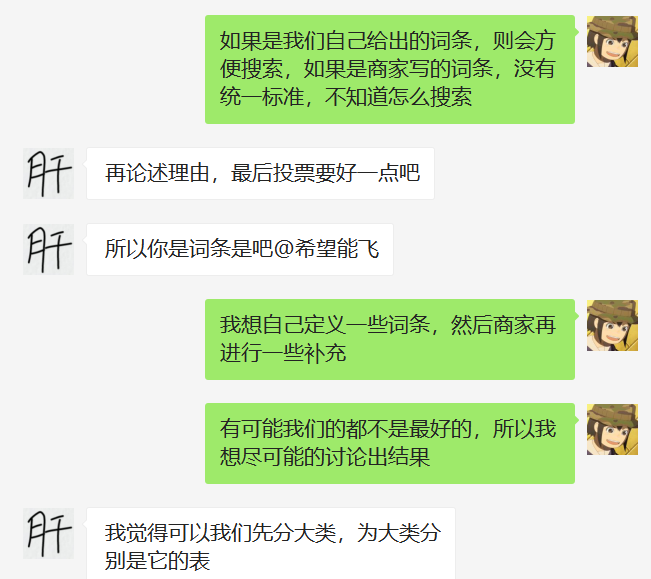 如果是我们自己给出的词条，则会方
便搜索，如果是商家写的词条，没有
统一标准，不知道怎么搜索
肝
再论述理由，最后投票要好一点吧
肝
所以你是词条是吧@希望能飞
我想自己定义一些词条，然后商家再
进行一些补充
有可能我们的都不是最好的，所以我
想尽可能的讨论出结果
肝
我觉得可以我们先分大类，为大类分
别是它的表